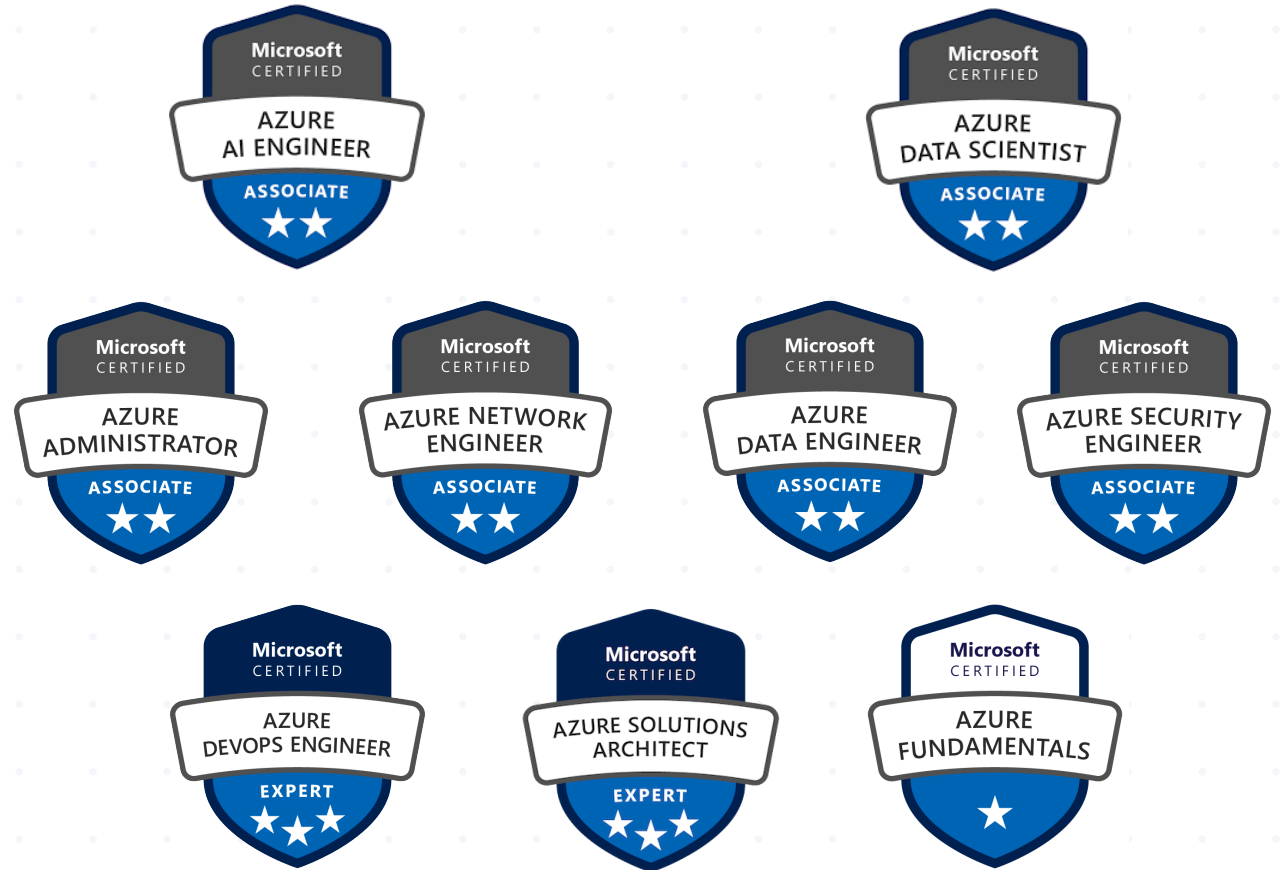 Microsoft
CERTIFIED
AZURE
AI ENGINEER
ASSOCIATE
Microsoft
CERTIFIED
AZURE
DATA SCIENTIST
ASSOCIATE
Microsoft
CERTIFIED
AZURE
ADMINISTRATOR
ASSOCIATE
Microsoft
CERTIFIED
AZURE NETWORK
ENGINEER
ASSOCIATE
Microsoft
CERTIFIED
AZURE
DATA ENGINEER
ASSOCIATE
Microsoft
CERTIFIED
AZURE SECURITY
ENGINEER
ASSOCIATE
Microsoft
CERTIFIED
AZURE
DEVOPS ENGINEER
EXPERT
Microsoft
CERTIFIED
AZURE SOLUTIONS
ARCHITECT
EXPERT
Microsoft
CERTIFIED
AZURE
FUNDAMENTALS